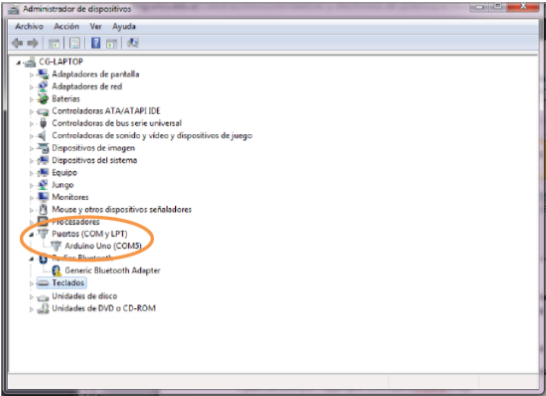 Administrador de dispositivos
Archivo Acción Ver Ayuda
CG-LAPTOP
Adaptadores de pantalla
Adaptadores de red
Baterías
Controladoras ATA/ATAPI IDE
Controladoras de bus serie universal
Controladoras de sonido y vídeo y dispositivos de juego
Dispositivos de imagen
Dispositivos del sistema
Equipo
Jungo
Monitores
Mouse y otros dispositivos señaladores
Procesadores
Puertos (COM y LPT)
Arduino Uno (COM5)
Radios Bluetooth
Generic Bluetooth Adapter
Teclados
Unidades de disco
Unidades de DVD o CD-ROM